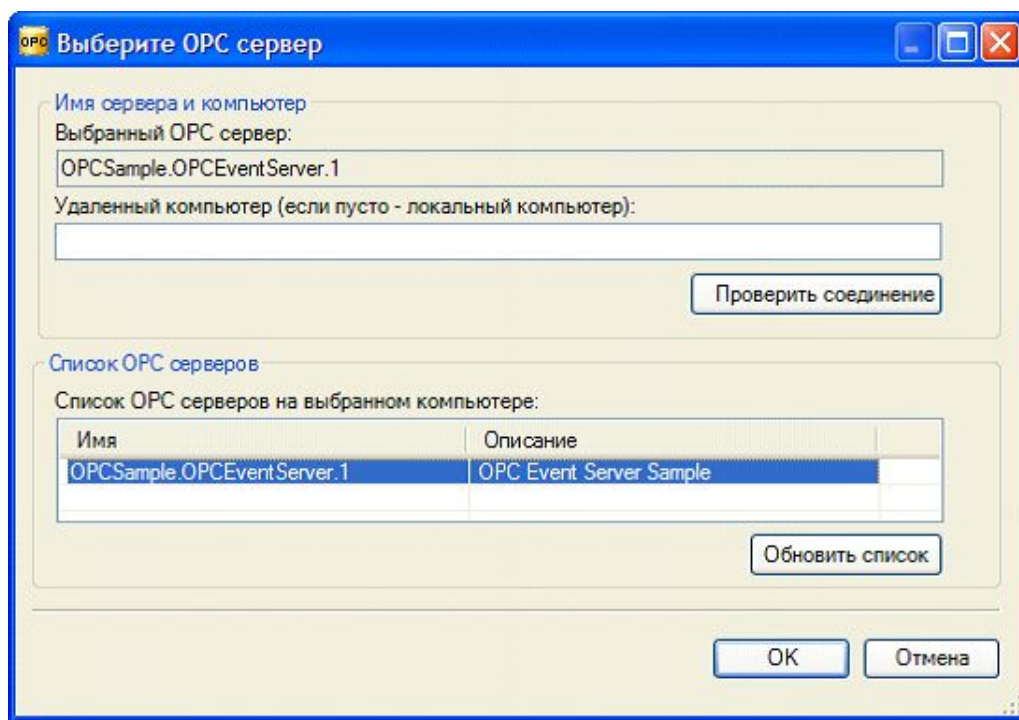 OPC Выберите OPC сервер
Имя сервера и компьютер
Выбранный OPC сервер:
OPCSample.OPCEventServer.1
Удаленный компьютер (если пусто - локальный компьютер):
Проверить соединение
Список OPC серверов
Список OPC серверов на выбранном компьютере:
Имя Описание
OPCSample.OPCEventServer.1 OPC Event Server Sample
Обновить список
OK Отмена